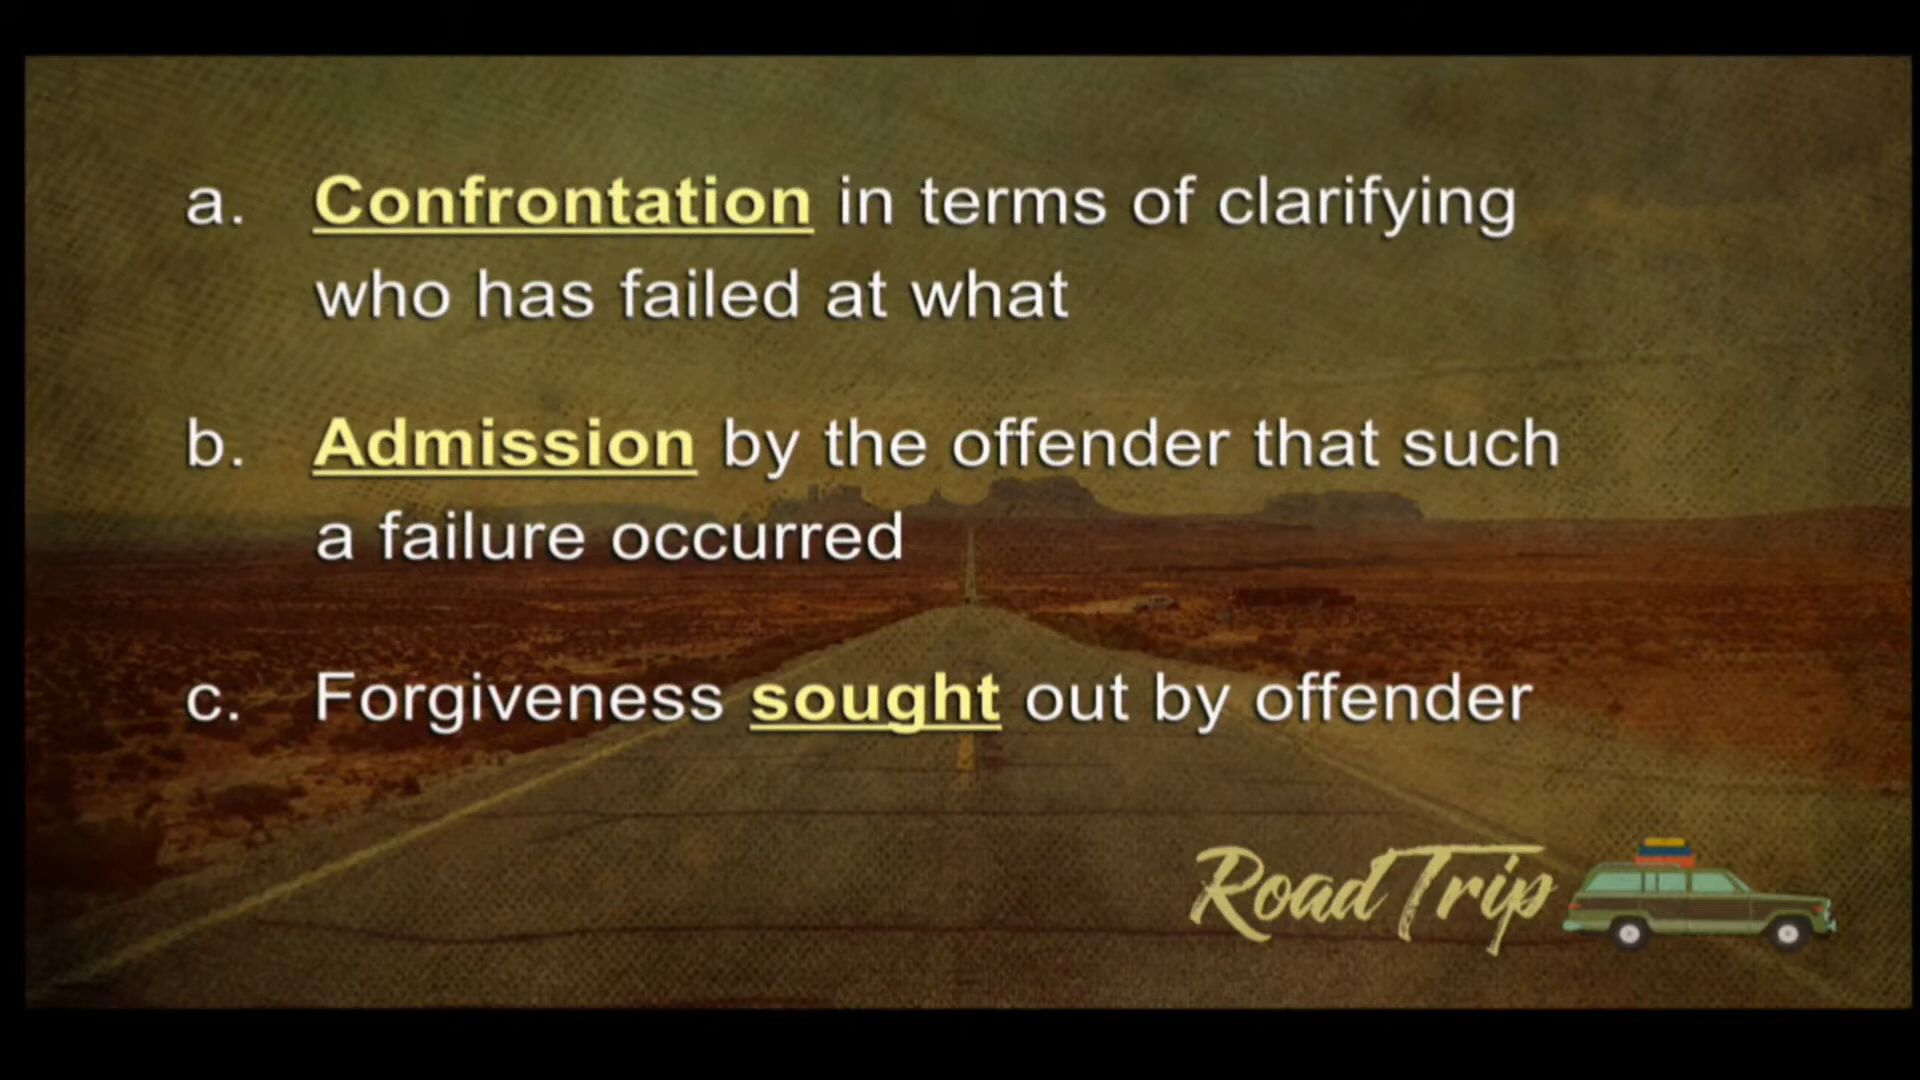 a. Confrontation in terms of clarifying
who has failed at what
b. Admission by the offender that such
a failure occurred
c. Forgiveness sought out by offender
Road Trip